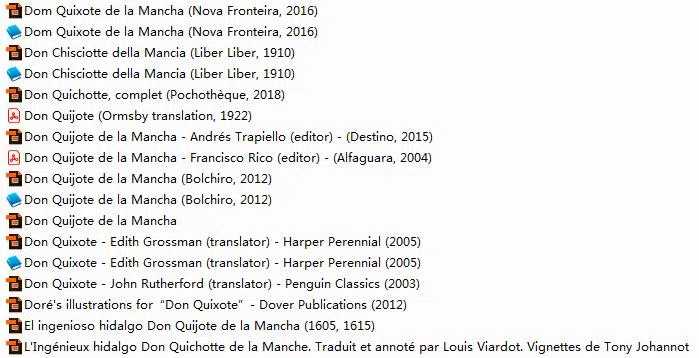 Dom Quixote de la Mancha (Nova Fronteira, 2016)
Dom Quixote de la Mancha (Nova Fronteira, 2016)
Don Chisciotte della Mancia (Liber Liber, 1910)
Don Chisciotte della Mancia (Liber Liber, 1910)
Don Quichotte, complet (Pochothèque, 2018)
Don Quijote (Ormsby translation, 1922)
Don Quijote de la Mancha - Andrés Trapiello (editor) - (Destino, 2015)
Don Quijote de la Mancha - Francisco Rico (editor) - (Alfaguara, 2004)
Don Quijote de la Mancha (Bolchiro, 2012)
Don Quijote de la Mancha (Bolchiro, 2012)
Don Quijote de la Mancha
Don Quixote - Edith Grossman (translator) - Harper Perennial (2005)
Don Quixote - Edith Grossman (translator) - Harper Perennial (2005)
Don Quixote - John Rutherford (translator) - Penguin Classics (2003)
Doré's illustrations for “Don Quixote” - Dover Publications (2012)
El ingenioso hidalgo Don Quijote de la Mancha (1605, 1615)
L'Ingénieux hidalgo Don Quichotte de la Manche. Traduit et annoté par Louis Viardot. Vignettes de Tony Johannot